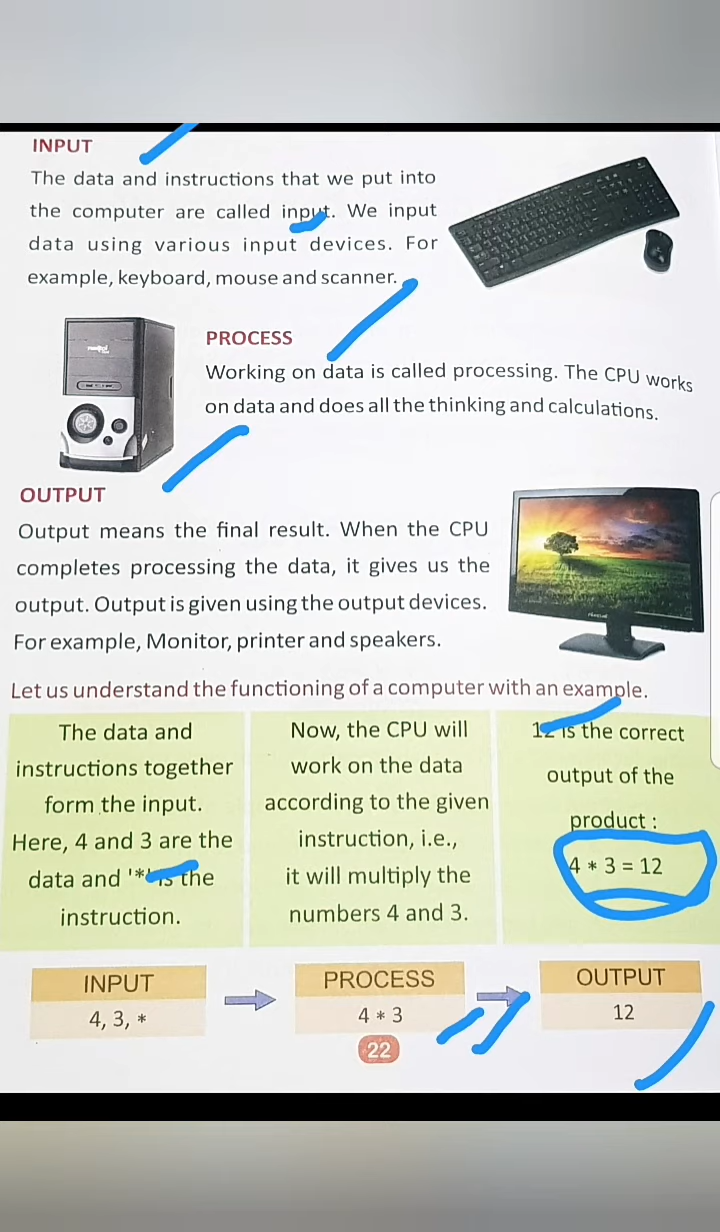 INPUT
The data and instructions that we put into
the computer are called input. We input
data using various input devices. For
example, keyboard, mouse and scanner.
PROCESS
Working on data is called processing. The CPU works
on data and does all the thinking and calculations.
OUTPUT
Output means the final result. When the CPU
completes processing the data, it gives us the
output. Output is given using the output devices.
For example, Monitor, printer and speakers.
Let us understand the functioning of a computer with an example.
The data and
instructions together
form the input.
Here, 4 and 3 are the
data and '*' is the
instruction.
Now, the CPU will
work on the data
according to the given
instruction, i.e.,
it will multiply the
numbers 4 and 3.
12 is the correct
output of the
product :
4 * 3 = 12
INPUT
4, 3, *
PROCESS
4 * 3
OUTPUT
12
22